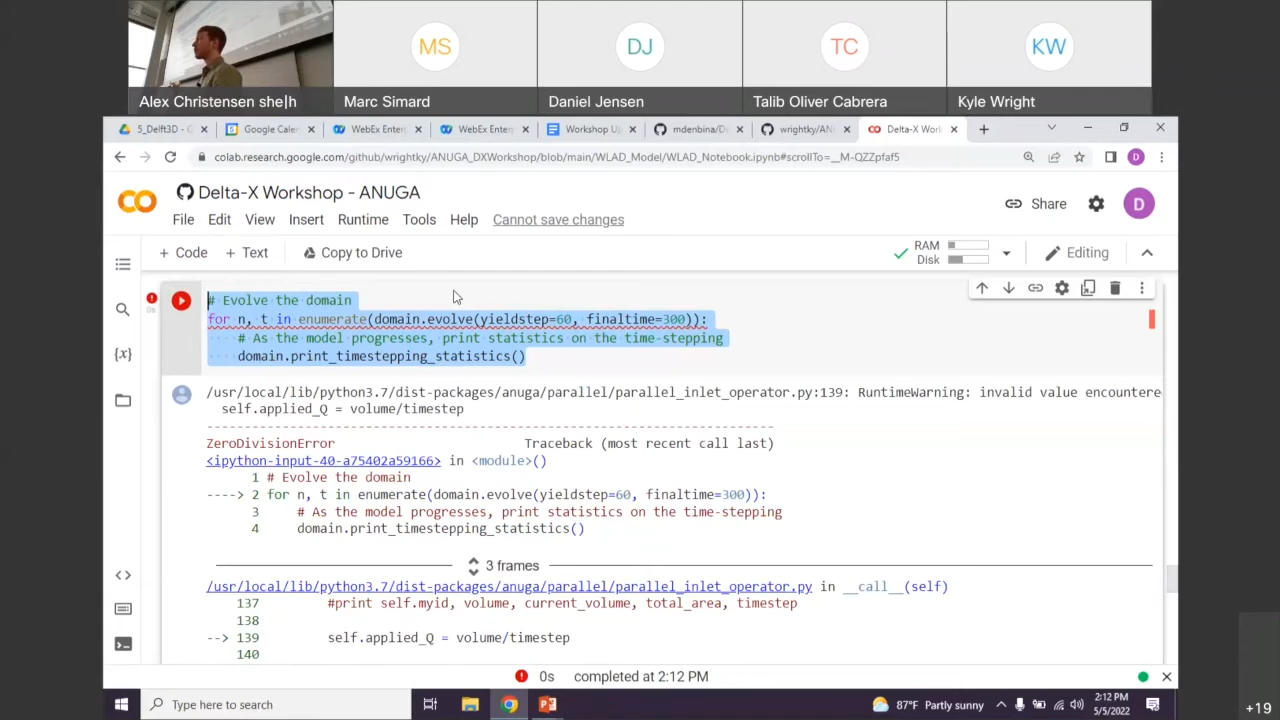 MS
DJ
TC
KW
Alex Christensen she|h
Marc Simard
Daniel Jensen
Talib Oliver Cabrera
Kyle Wright
5_Delft3D - G
Google Caler
WebEx Enter
WebEx Enter
Workshop U
mdenbina/De
wrightky/AN
Delta-X Worl
colab.research.google.com/github/wrightky/ANUGA_DXWorkshop/blob/main/WLAD_Model/WLAD_Notebook.ipynb#scrollTo=__M-QZZpfaf5
D
Delta-X Workshop - ANUGA
Share
D
File Edit View Insert Runtime Tools Help Cannot save changes
+ Code + Text Copy to Drive
RAM
Disk
Editing
# Evolve the domain
0s
for n, t in enumerate(domain.evolve(yieldstep=60, finaltime=300)):
# As the model progresses, print statistics on the time-stepping
domain.print_timestepping_statistics()
{x}
/usr/local/lib/python3.7/dist-packages/anuga/parallel/parallel_inlet_operator.py:139: RuntimeWarning: invalid value encountere
self.applied_Q = volume/timestep
---------------------------------------------------------------------------
ZeroDivisionError Traceback (most recent call last)
<ipython-input-40-a75402a59166> in <module>()
1 # Evolve the domain
----> 2 for n, t in enumerate(domain.evolve(yieldstep=60, finaltime=300)):
3 # As the model progresses, print statistics on the time-stepping
4 domain.print_timestepping_statistics()
3 frames
/usr/local/lib/python3.7/dist-packages/anuga/parallel/parallel_inlet_operator.py in __call__(self)
137 #print self.myid, volume, current_volume, total_area, timestep
138
--> 139 self.applied_Q = volume/timestep
140
0s completed at 2:12 PM
Type here to search
87°F Partly sunny
2:12 PM
5/5/2022
+19